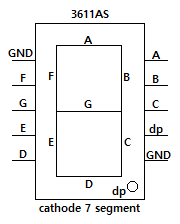 3611AS
A
GND A
F F B B
G G C
E E C dp
D D GND
dp
cathode 7 segment